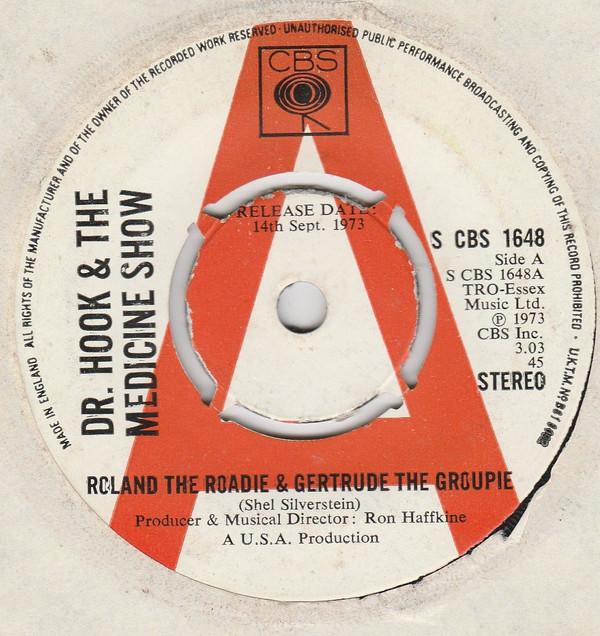 MADE IN ENGLAND ALL RIGHTS OF THE MANUFACTURER AND OF THE OWNER OF THE RECORDED WORK RESERVED · UNAUTHORISED PUBLIC PERFORMANCE BROADCASTING AND COPYING OF THIS RECORD PROHIBITED · U.K.T.M. No
CBS
DR. HOOK & THE
MEDICINE SHOW
RELEASE DATE:
14th Sept. 1973
S CBS 1648
Side A
S CBS 1648A
TRO-Essex
Music Ltd.
℗ 1973
CBS Inc.
3.03
45
STEREO
ROLAND THE ROADIE & GERTRUDE THE GROUPIE
(Shel Silverstein)
Producer & Musical Director: Ron Haffkine
A U.S.A. Production